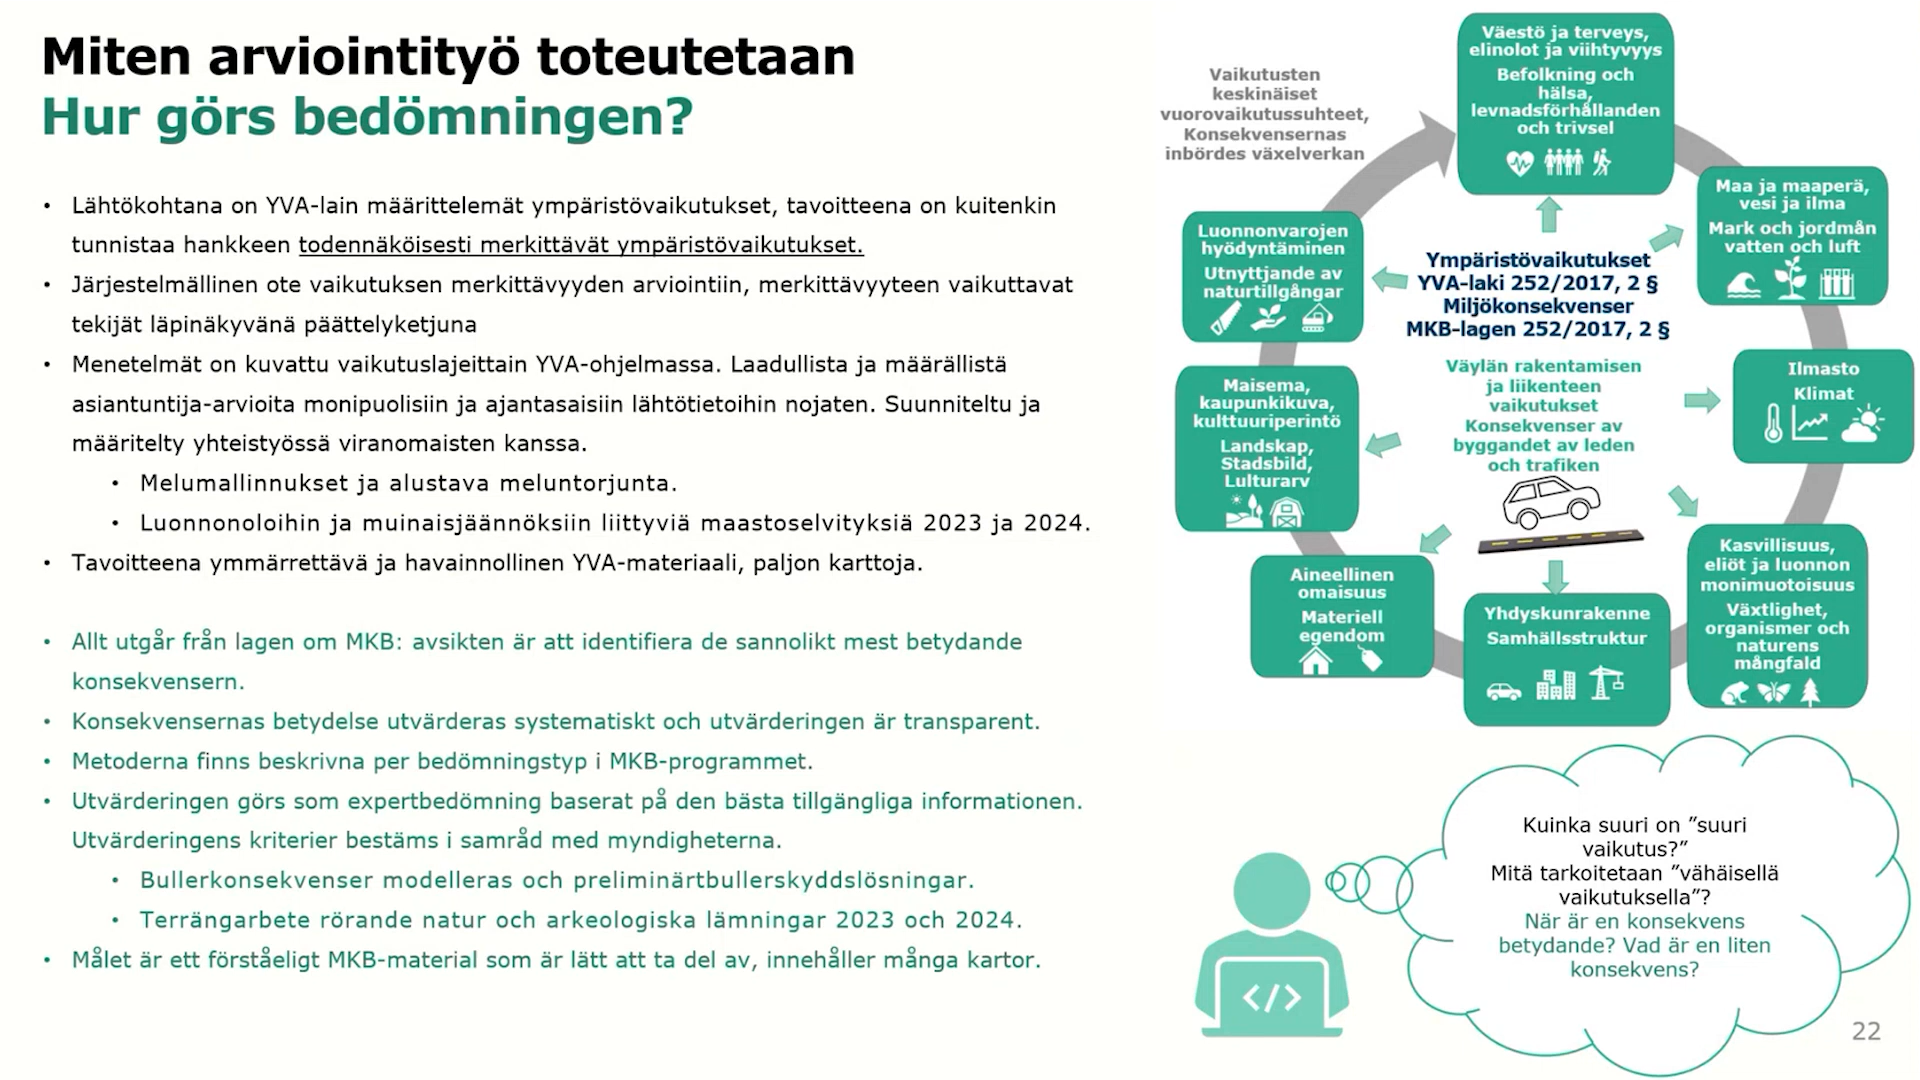 Miten arviointityö toteutetaan
Hur görs bedömningen?
• Lähtökohtana on YVA-lain määrittelemät ympäristövaikutukset, tavoitteena on kuitenkin
tunnistaa hankkeen todennäköisesti merkittävät ympäristövaikutukset.
• Järjestelmällinen ote vaikutuksen merkittävyyden arviointiin, merkittävyyteen vaikuttavat
tekijät läpinäkyvänä päättelyketjuna
• Menetelmät on kuvattu vaikutuslajeittain YVA-ohjelmassa. Laadullista ja määrällistä
asiantuntija-arvioita monipuolisiin ja ajantasaisiin lähtötietoihin nojaten. Suunniteltu ja
määritelty yhteistyössä viranomaisten kanssa.
• Melumallinnukset ja alustava meluntorjunta.
• Luonnonoloihin ja muinaisjäännöksiin liittyviä maastoselvityksiä 2023 ja 2024.
• Tavoitteena ymmärrettävä ja havainnollinen YVA-materiaali, paljon karttoja.
• Allt utgår från lagen om MKB: avsikten är att identifiera de sannolikt mest betydande
konsekvensern.
• Konsekvensernas betydelse utvärderas systematiskt och utvärderingen är transparent.
• Metoderna finns beskrivna per bedömningstyp i MKB-programmet.
• Utvärderingen görs som expertbedömning baserat på den bästa tillgängliga informationen.
Utvärderingens kriterier bestäms i samråd med myndigheterna.
• Bullerkonsekvenser modelleras och preliminärtbullerskyddslösningar.
• Terrängarbete rörande natur och arkeologiska lämningar 2023 och 2024.
• Målet är ett förståeligt MKB-material som är lätt att ta del av, innehåller många kartor.
Vaikutusten
keskinäiset
vuorovaikutussuhteet,
Konsekvensernas
inbördes växelverkan
Väestö ja terveys,
elinolot ja viihtyvyys
Befolkning och
hälsa,
levnadsförhållanden
och trivsel
Maa ja maaperä,
vesi ja ilma
Mark och jordmån
vatten och luft
Luonnonvarojen
hyödyntäminen
Utnyttjande av
naturtillgångar
Ympäristövaikutukset
YVA-laki 252/2017, 2 §
Miljökonsekvenser
MKB-lagen 252/2017, 2 §
Väylän rakentamisen
ja liikenteen
vaikutukset
Konsekvenser av
byggandet av leden
och trafiken
Ilmasto
Klimat
Maisema,
kaupunkikuva,
kulttuuriperintö
Landskap,
Stadsbild,
Lulturarv
Kasvillisuus,
eliöt ja luonnon
monimuotoisuus
Växtlighet,
organismer och
naturens
mångfald
Aineellinen
omaisuus
Materiell
egendom
Yhdyskunrakenne
Samhällsstruktur
Kuinka suuri on ”suuri
vaikutus?”
Mitä tarkoitetaan ”vähäisellä
vaikutuksella”?
När är en konsekvens
betydande? Vad är en liten
konsekvens?
</>
22